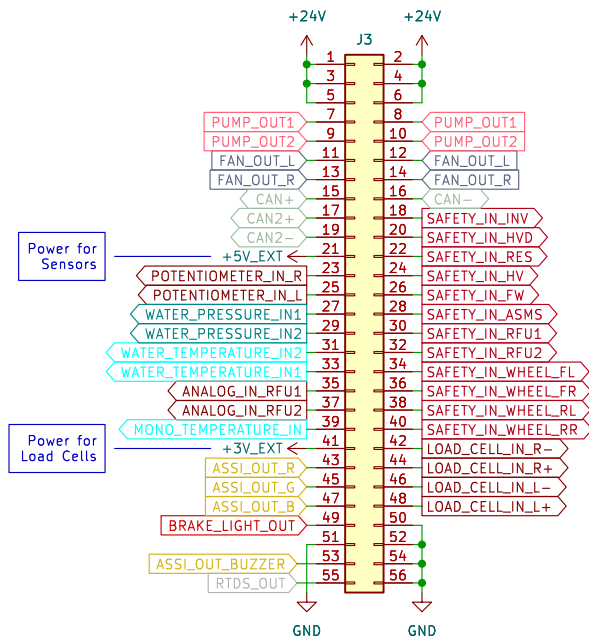 +24V +24V
J3
1 2
3 4
5 6
PUMP_OUT1 7 8 PUMP_OUT1
PUMP_OUT2 9 10 PUMP_OUT2
FAN_OUT_L 11 12 FAN_OUT_L
FAN_OUT_R 13 14 FAN_OUT_R
CAN+ 15 16 CAN-
CAN2+ 17 18 SAFETY_IN_INV
CAN2- 19 20 SAFETY_IN_HVD
Power for
Sensors
+5V_EXT 21 22 SAFETY_IN_RES
POTENTIOMETER_IN_R 23 24 SAFETY_IN_HV
POTENTIOMETER_IN_L 25 26 SAFETY_IN_FW
WATER_PRESSURE_IN1 27 28 SAFETY_IN_ASMS
WATER_PRESSURE_IN2 29 30 SAFETY_IN_RFU1
WATER_TEMPERATURE_IN2 31 32 SAFETY_IN_RFU2
WATER_TEMPERATURE_IN1 33 34 SAFETY_IN_WHEEL_FL
ANALOG_IN_RFU1 35 36 SAFETY_IN_WHEEL_FR
ANALOG_IN_RFU2 37 38 SAFETY_IN_WHEEL_RL
MONO_TEMPERATURE_IN 39 40 SAFETY_IN_WHEEL_RR
Power for
Load Cells
+3V_EXT 41 42 LOAD_CELL_IN_R-
ASSI_OUT_R 43 44 LOAD_CELL_IN_R+
ASSI_OUT_G 45 46 LOAD_CELL_IN_L-
ASSI_OUT_B 47 48 LOAD_CELL_IN_L+
BRAKE_LIGHT_OUT 49 50
51 52
ASSI_OUT_BUZZER 53 54
RTDS_OUT 55 56
GND GND